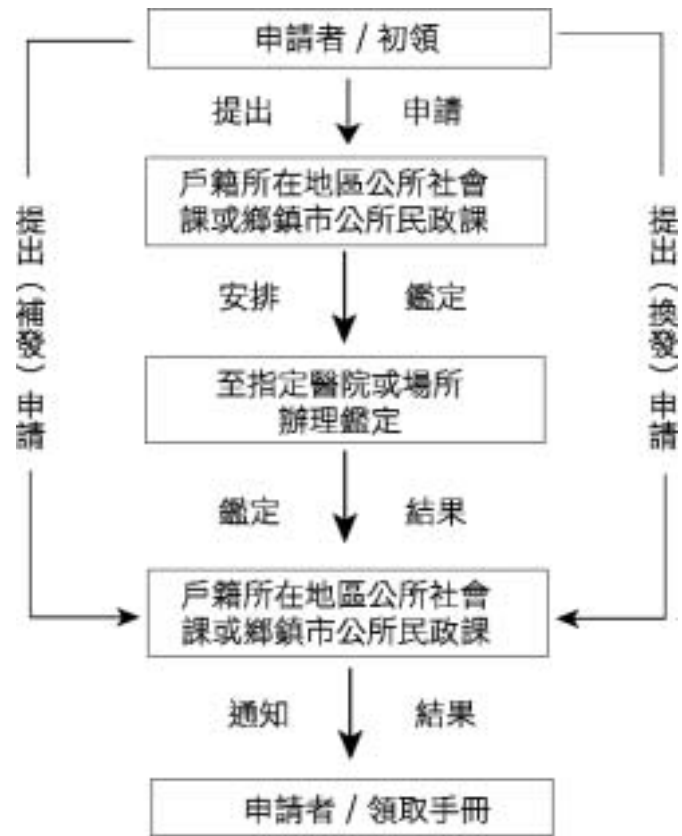 申請者 / 初領
提出 申請
戶籍所在地區公所社會
課或鄉鎮市公所民政課
安排 鑑定
至指定醫院或場所
辦理鑑定
鑑定 結果
戶籍所在地區公所社會
課或鄉鎮市公所民政課
通知 結果
申請者 / 領取手冊
提出（補發）申請
提出（換發）申請